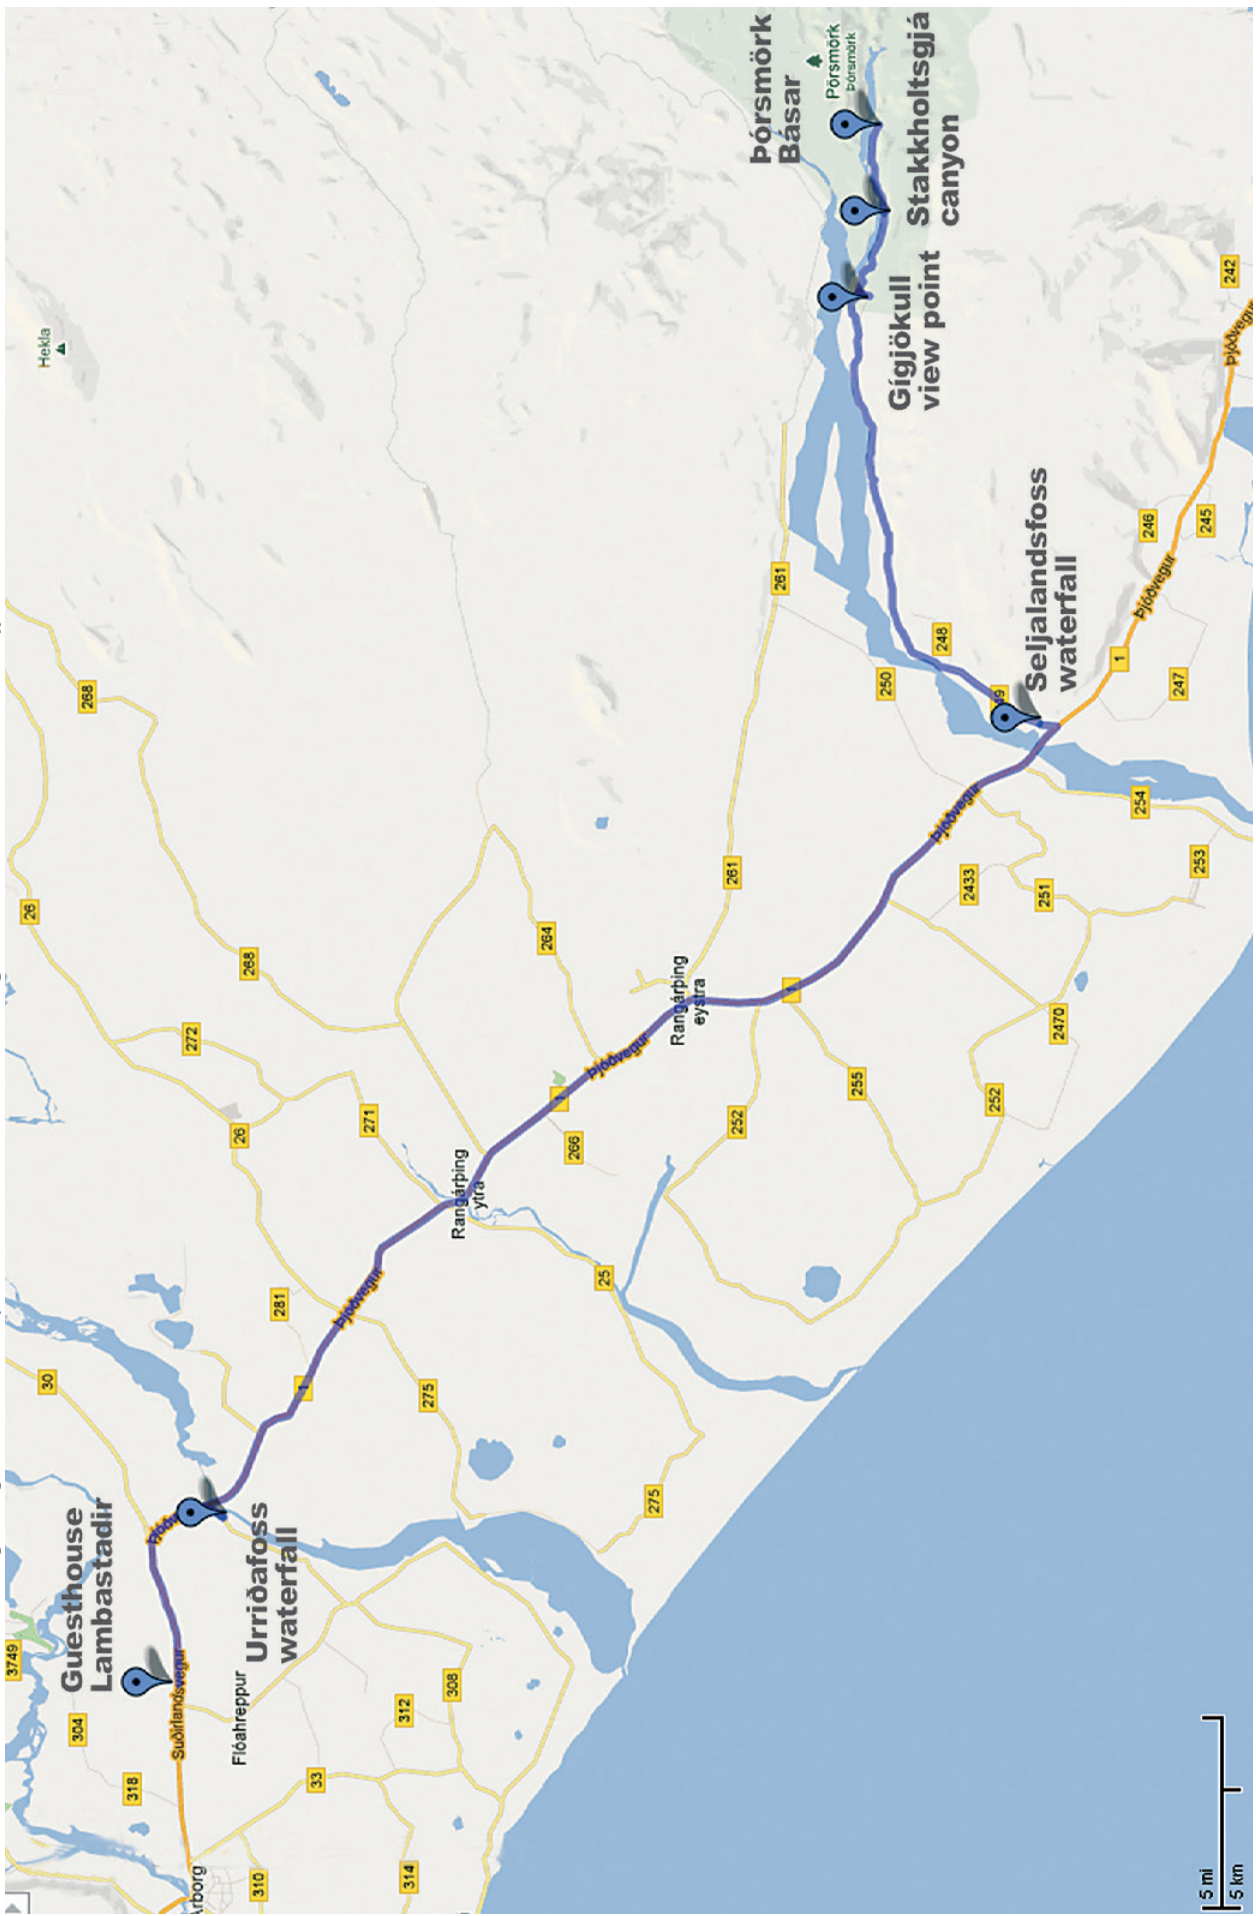 3749
26
Hekla
30
Guesthouse
Lambastadir
304
268
318
Suðirlandsvegur
272
Árborg
26
Flóahreppur
268
Urriðafoss
waterfall
310
281
1
33
Þjóðvegur
271
312
314
275
308
Rangárþing
ytra
264
1
266
25
Þjóðvegur
275
Rangárþing
eystra
261
252
261
Þórsmörk
Básar
1
Þórsmörk
Þórsmörk
255
250
Gígjökull
view point
Stakkholtsgjá
canyon
248
Þjóðvegur
2433
252
Seljalandsfoss
waterfall
251
2470
1
254
246
Þjóðvegur
247
253
245
242
Þjóðvegur
5 mi
5 km